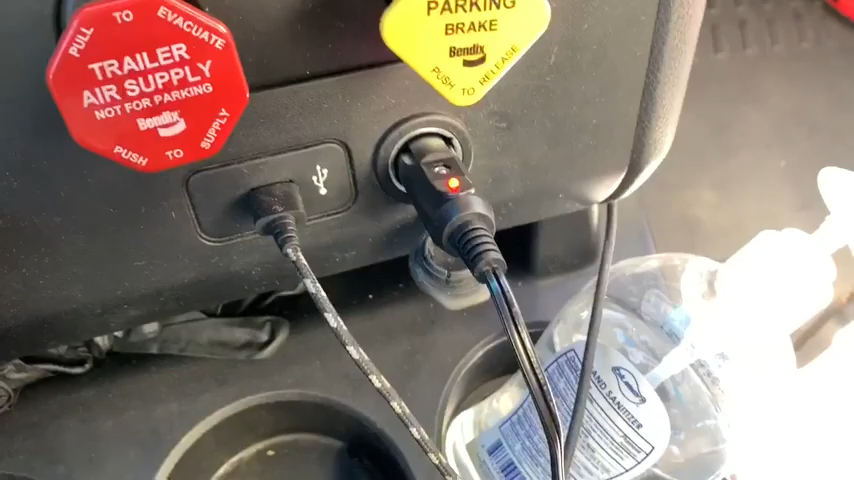 PULL TO EVACUATE
TRAILER
AIR SUPPLY
NOT FOR PARKING
Bendix
PUSH TO SUPPLY
PARKING
BRAKE
Bendix
PUSH TO RELEASE
AND SANITIZER